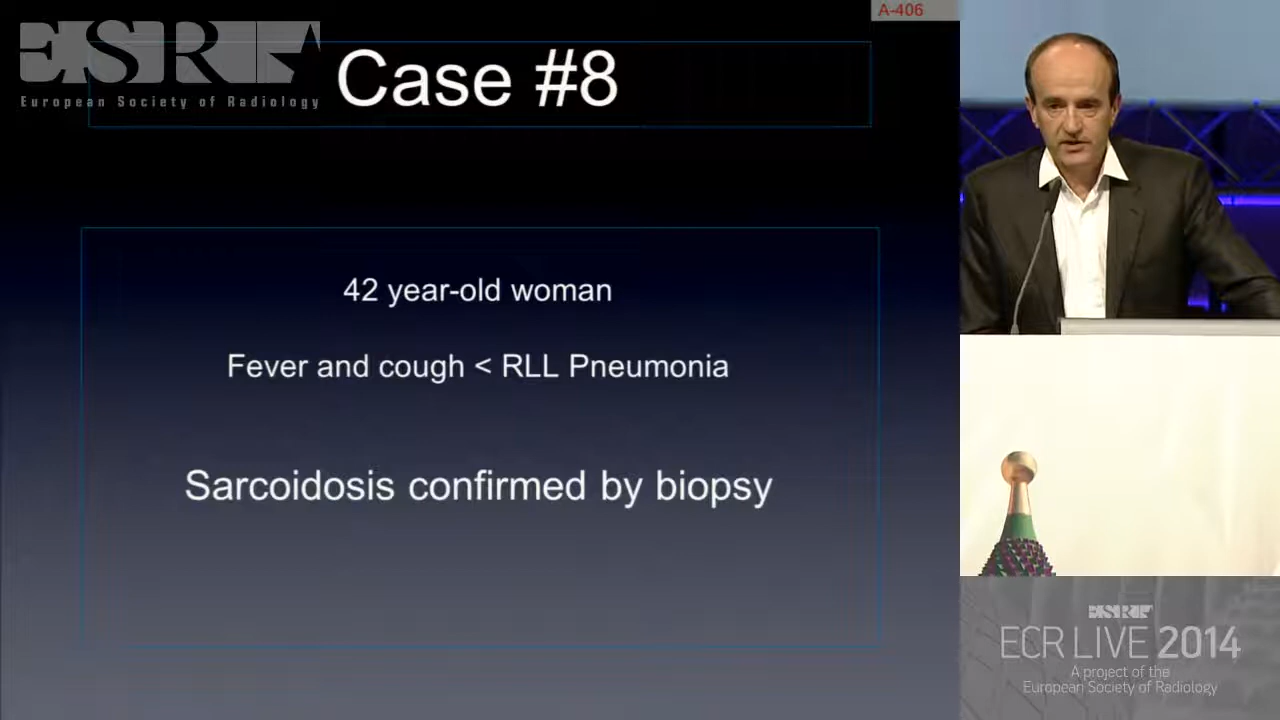 A-406
ESR
European Society of Radiology
Case #8
42 year-old woman
Fever and cough < RLL Pneumonia
Sarcoidosis confirmed by biopsy
ESR
ECR LIVE 2014
A project of the
European Society of Radiology